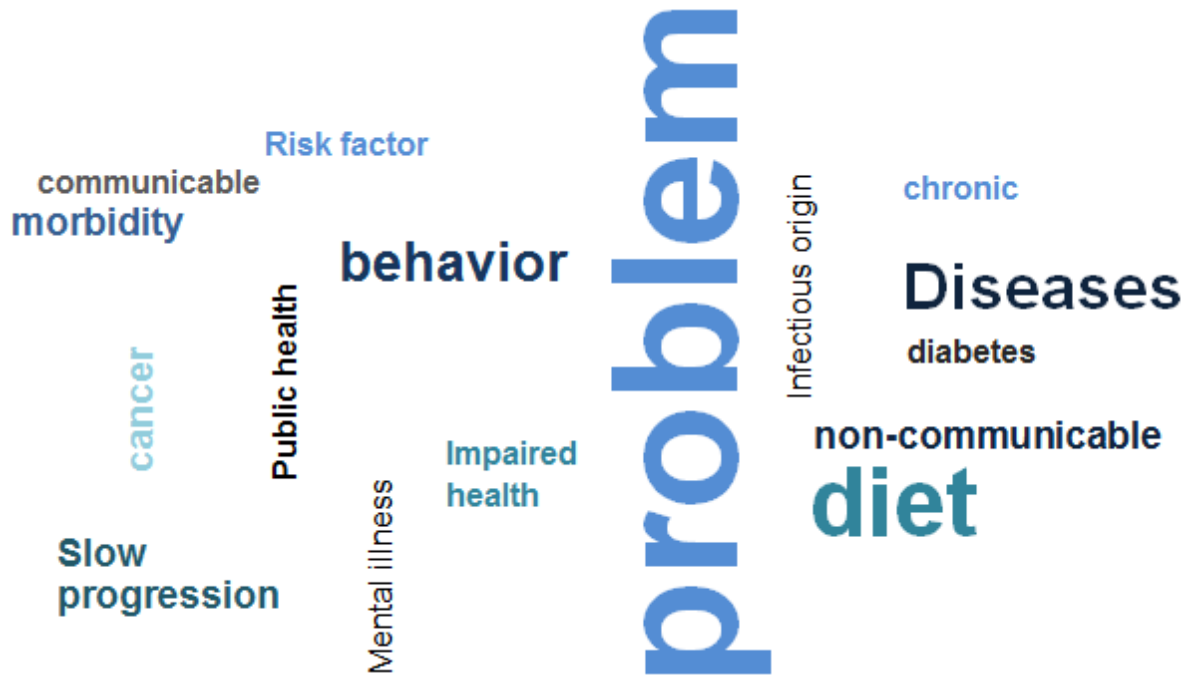 Risk factor
communicable
morbidity
behavior
Public health
cancer
Impaired
health
Slow
progression
Mental illness
problem
Infectious origin
chronic
Diseases
diabetes
non-communicable
diet